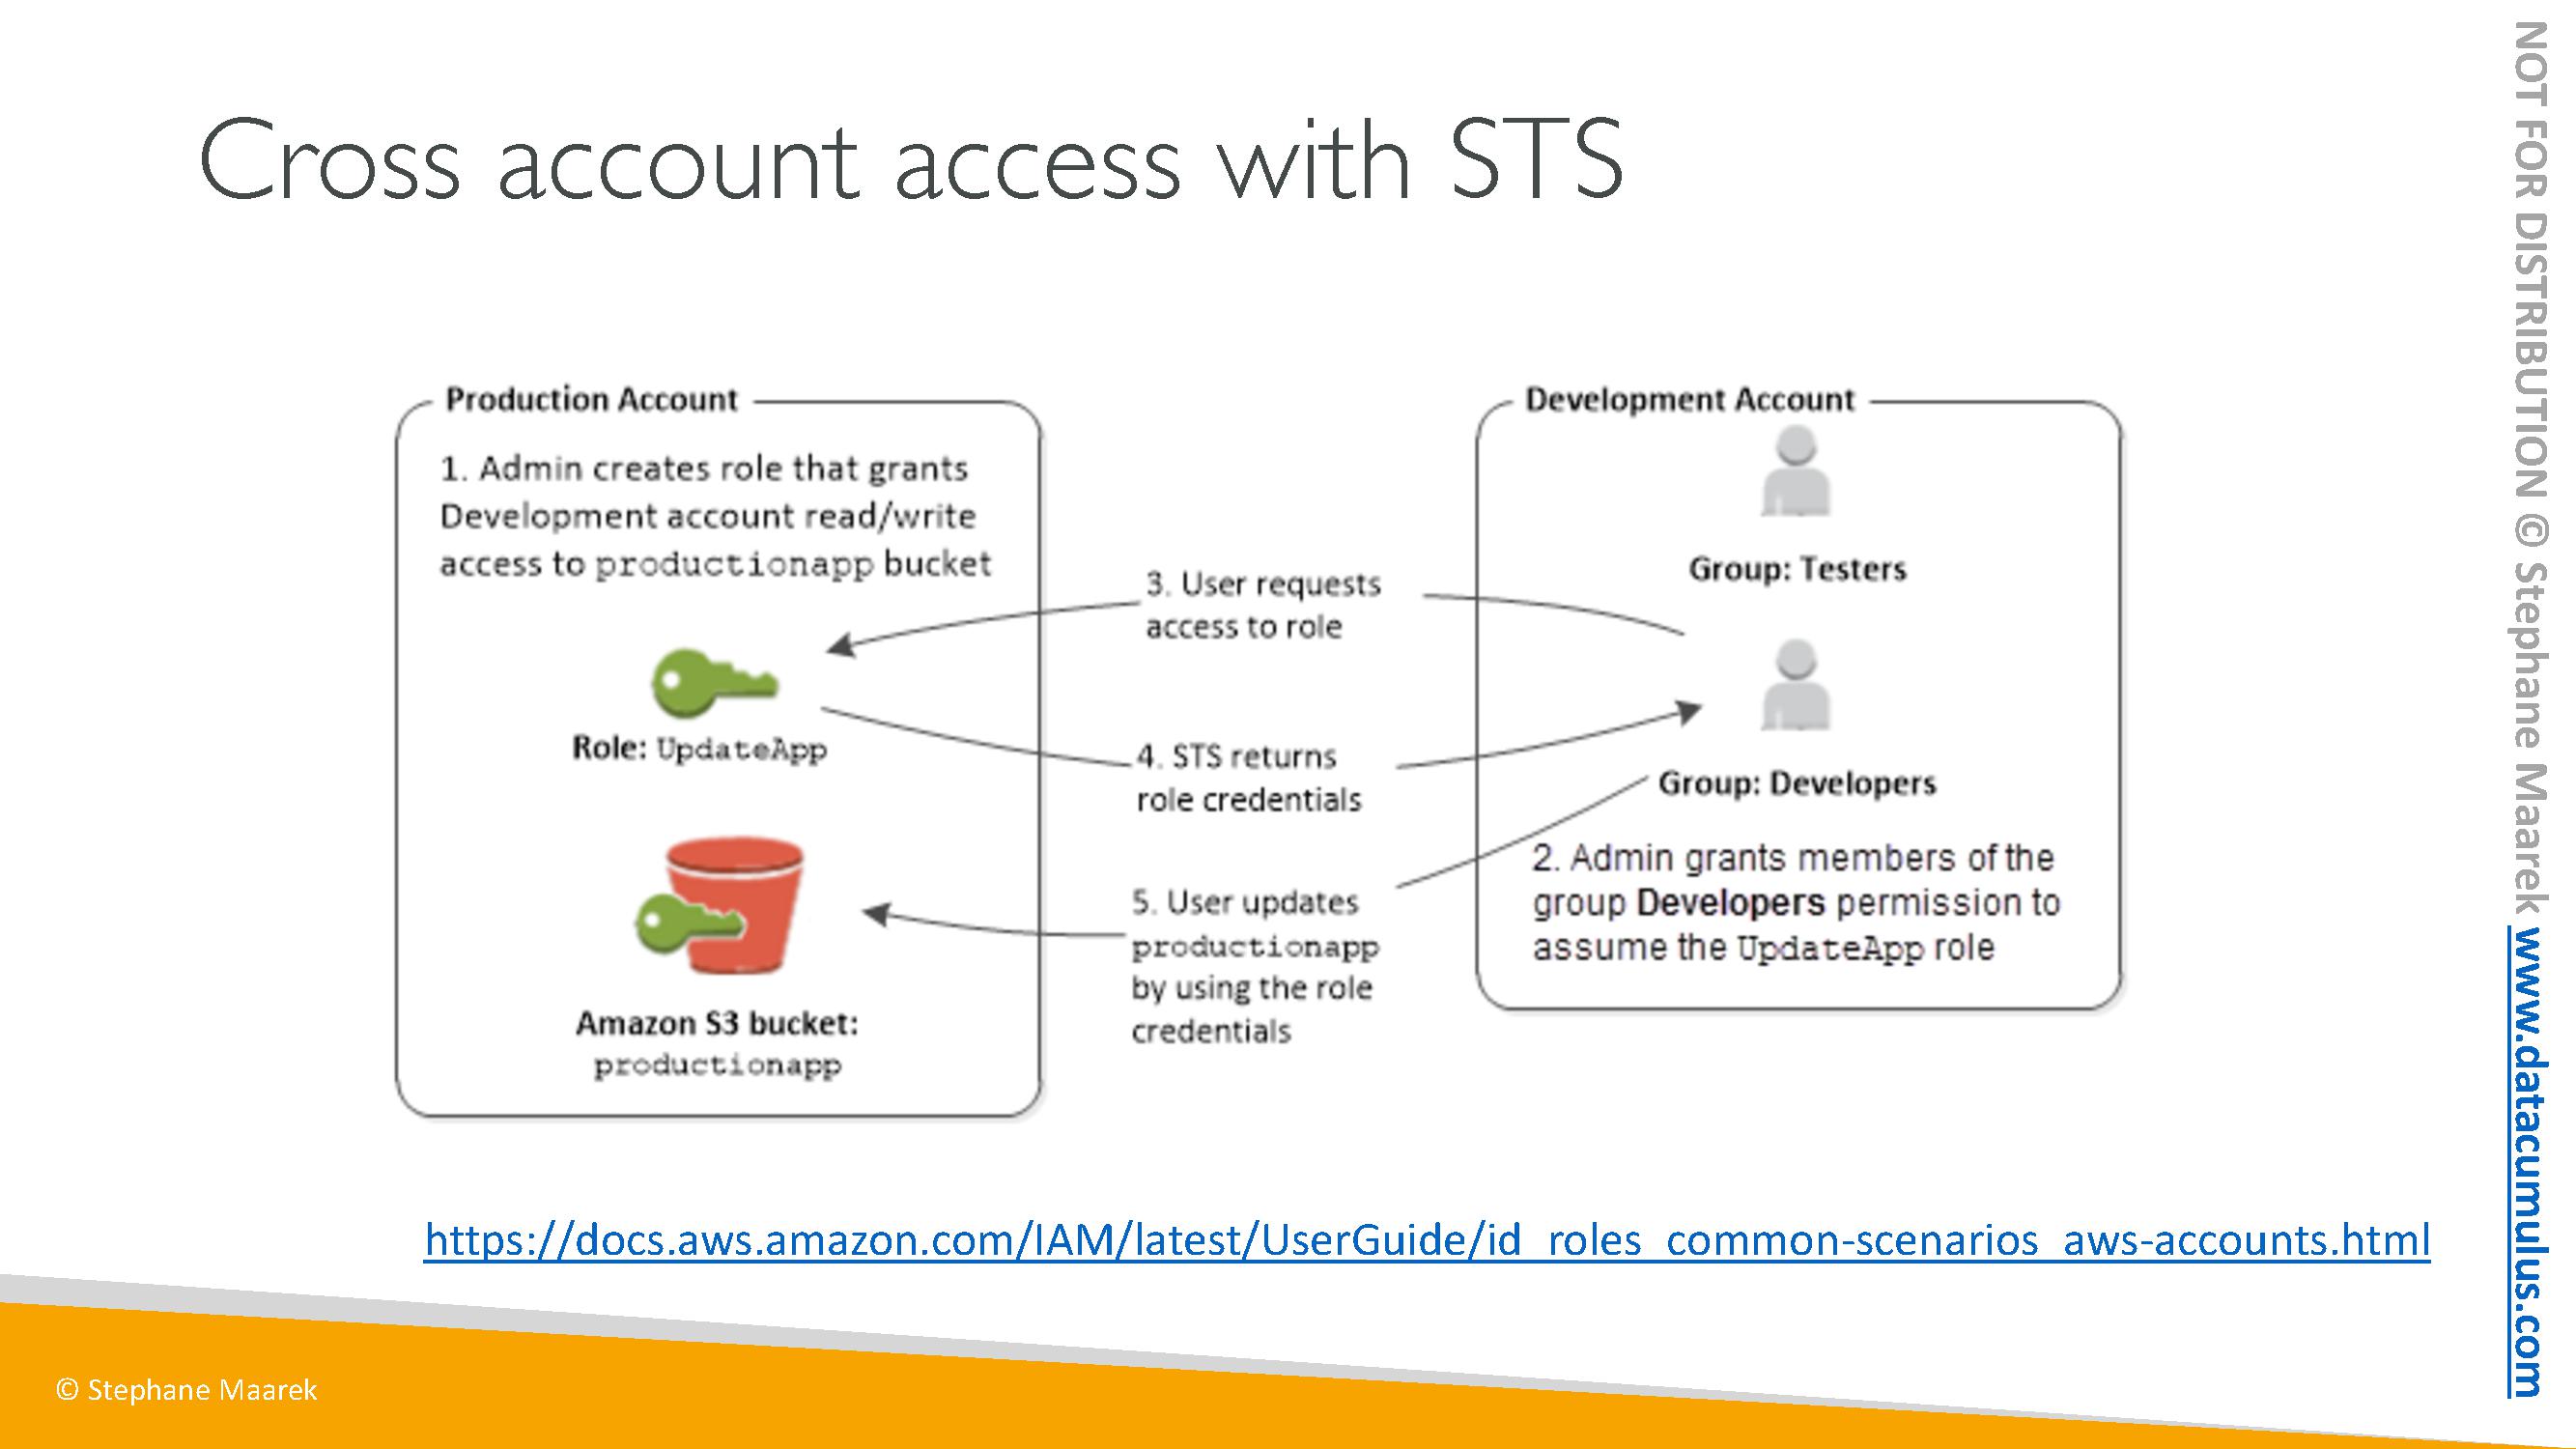 Cross account access with STS
Production Account
1. Admin creates role that grants
Development account read/write
access to productionapp bucket
Role: UpdateApp
Amazon S3 bucket:
productionapp
3. User requests
access to role
4. STS returns
role credentials
5. User updates
productionapp
by using the role
credentials
Development Account
Group: Testers
Group: Developers
2. Admin grants members of the
group Developers permission to
assume the UpdateApp role
https://docs.aws.amazon.com/IAM/latest/UserGuide/id_roles_common-scenarios_aws-accounts.html
© Stephane Maarek
NOT FOR DISTRIBUTION © Stephane Maarek www.datacumulus.com